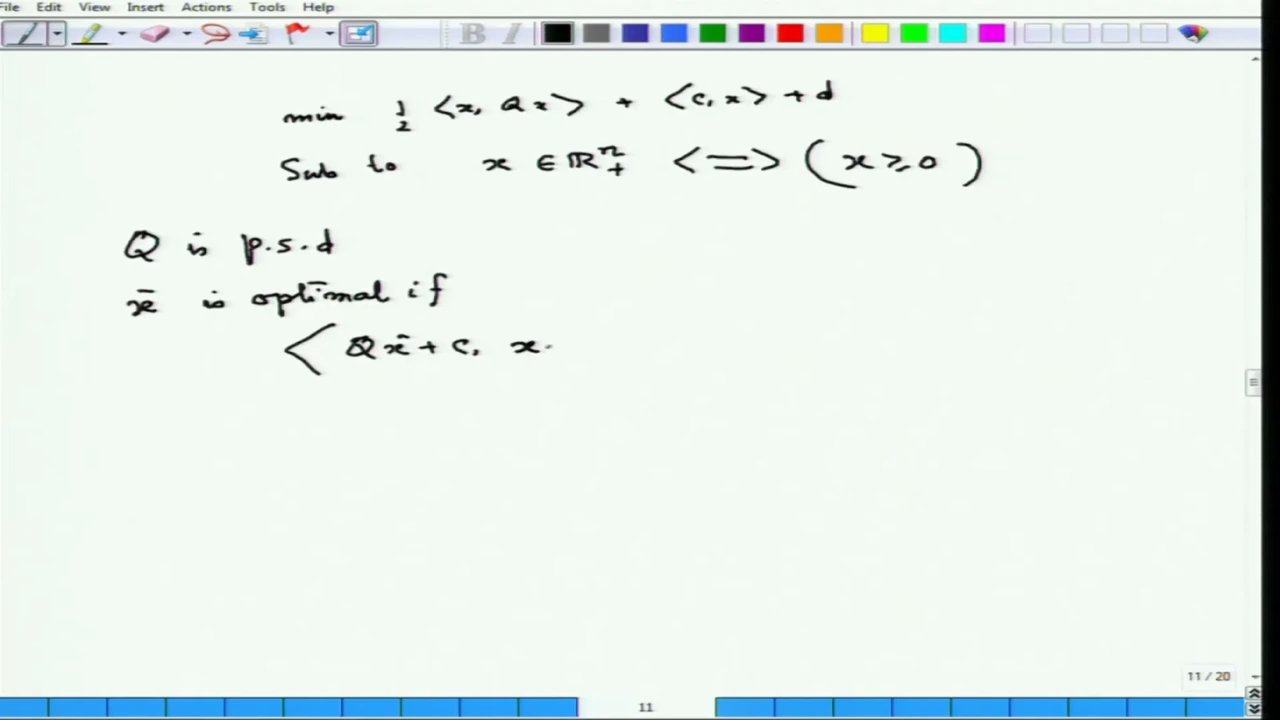 File Edit View Insert Actions Tools Help
B I
min 1/2 <x, Qx> + <c, x> + d
Sub to x ∈ ℝⁿ₊ <=> (x ≥ 0)
Q is p.s.d
x̄ is optimal if
< Qx̄ + c, x-
11 / 20
11